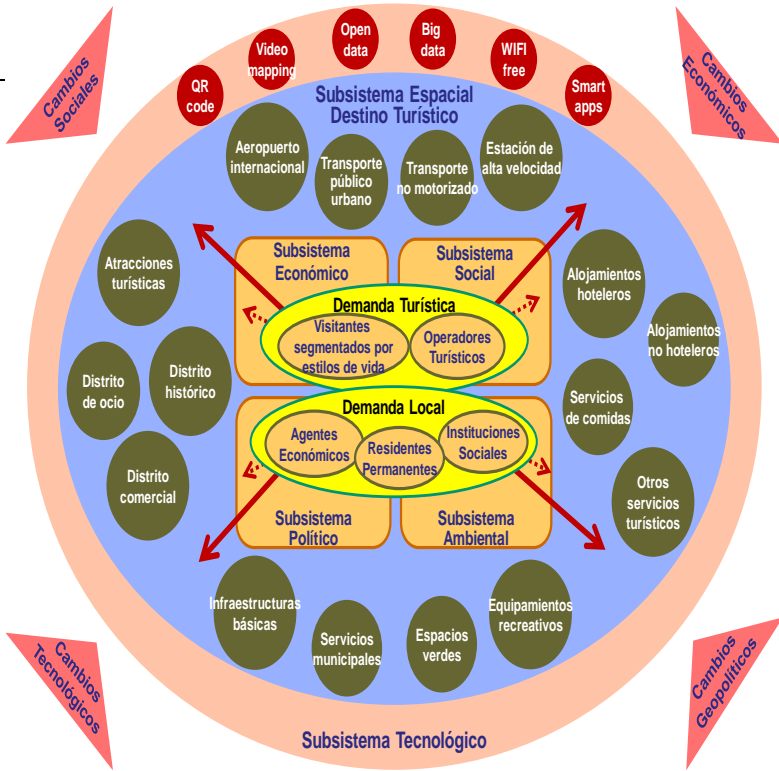 Cambios
Sociales
QR
code
Video
mapping
Open
data
Big
data
WIFI
free
Smart
apps
Cambios
Económicos
Subsistema Espacial
Destino Turístico
Aeropuerto
internacional
Transporte
público
urbano
Transporte
no motorizado
Estación de
alta velocidad
Atracciones
turísticas
Subsistema
Económico
Subsistema
Social
Alojamientos
hoteleros
Alojamientos
no hoteleros
Demanda Turística
Visitantes
segmentados por
estilos de vida
Operadores
Turísticos
Distrito
de ocio
Distrito
histórico
Servicios
de comidas
Demanda Local
Agentes
Económicos
Residentes
Permanentes
Instituciones
Sociales
Distrito
comercial
Otros
servicios
turísticos
Subsistema
Político
Subsistema
Ambiental
Infraestructuras
básicas
Servicios
municipales
Espacios
verdes
Equipamientos
recreativos
Cambios
Tecnológicos
Cambios
Geopolíticos
Subsistema Tecnológico